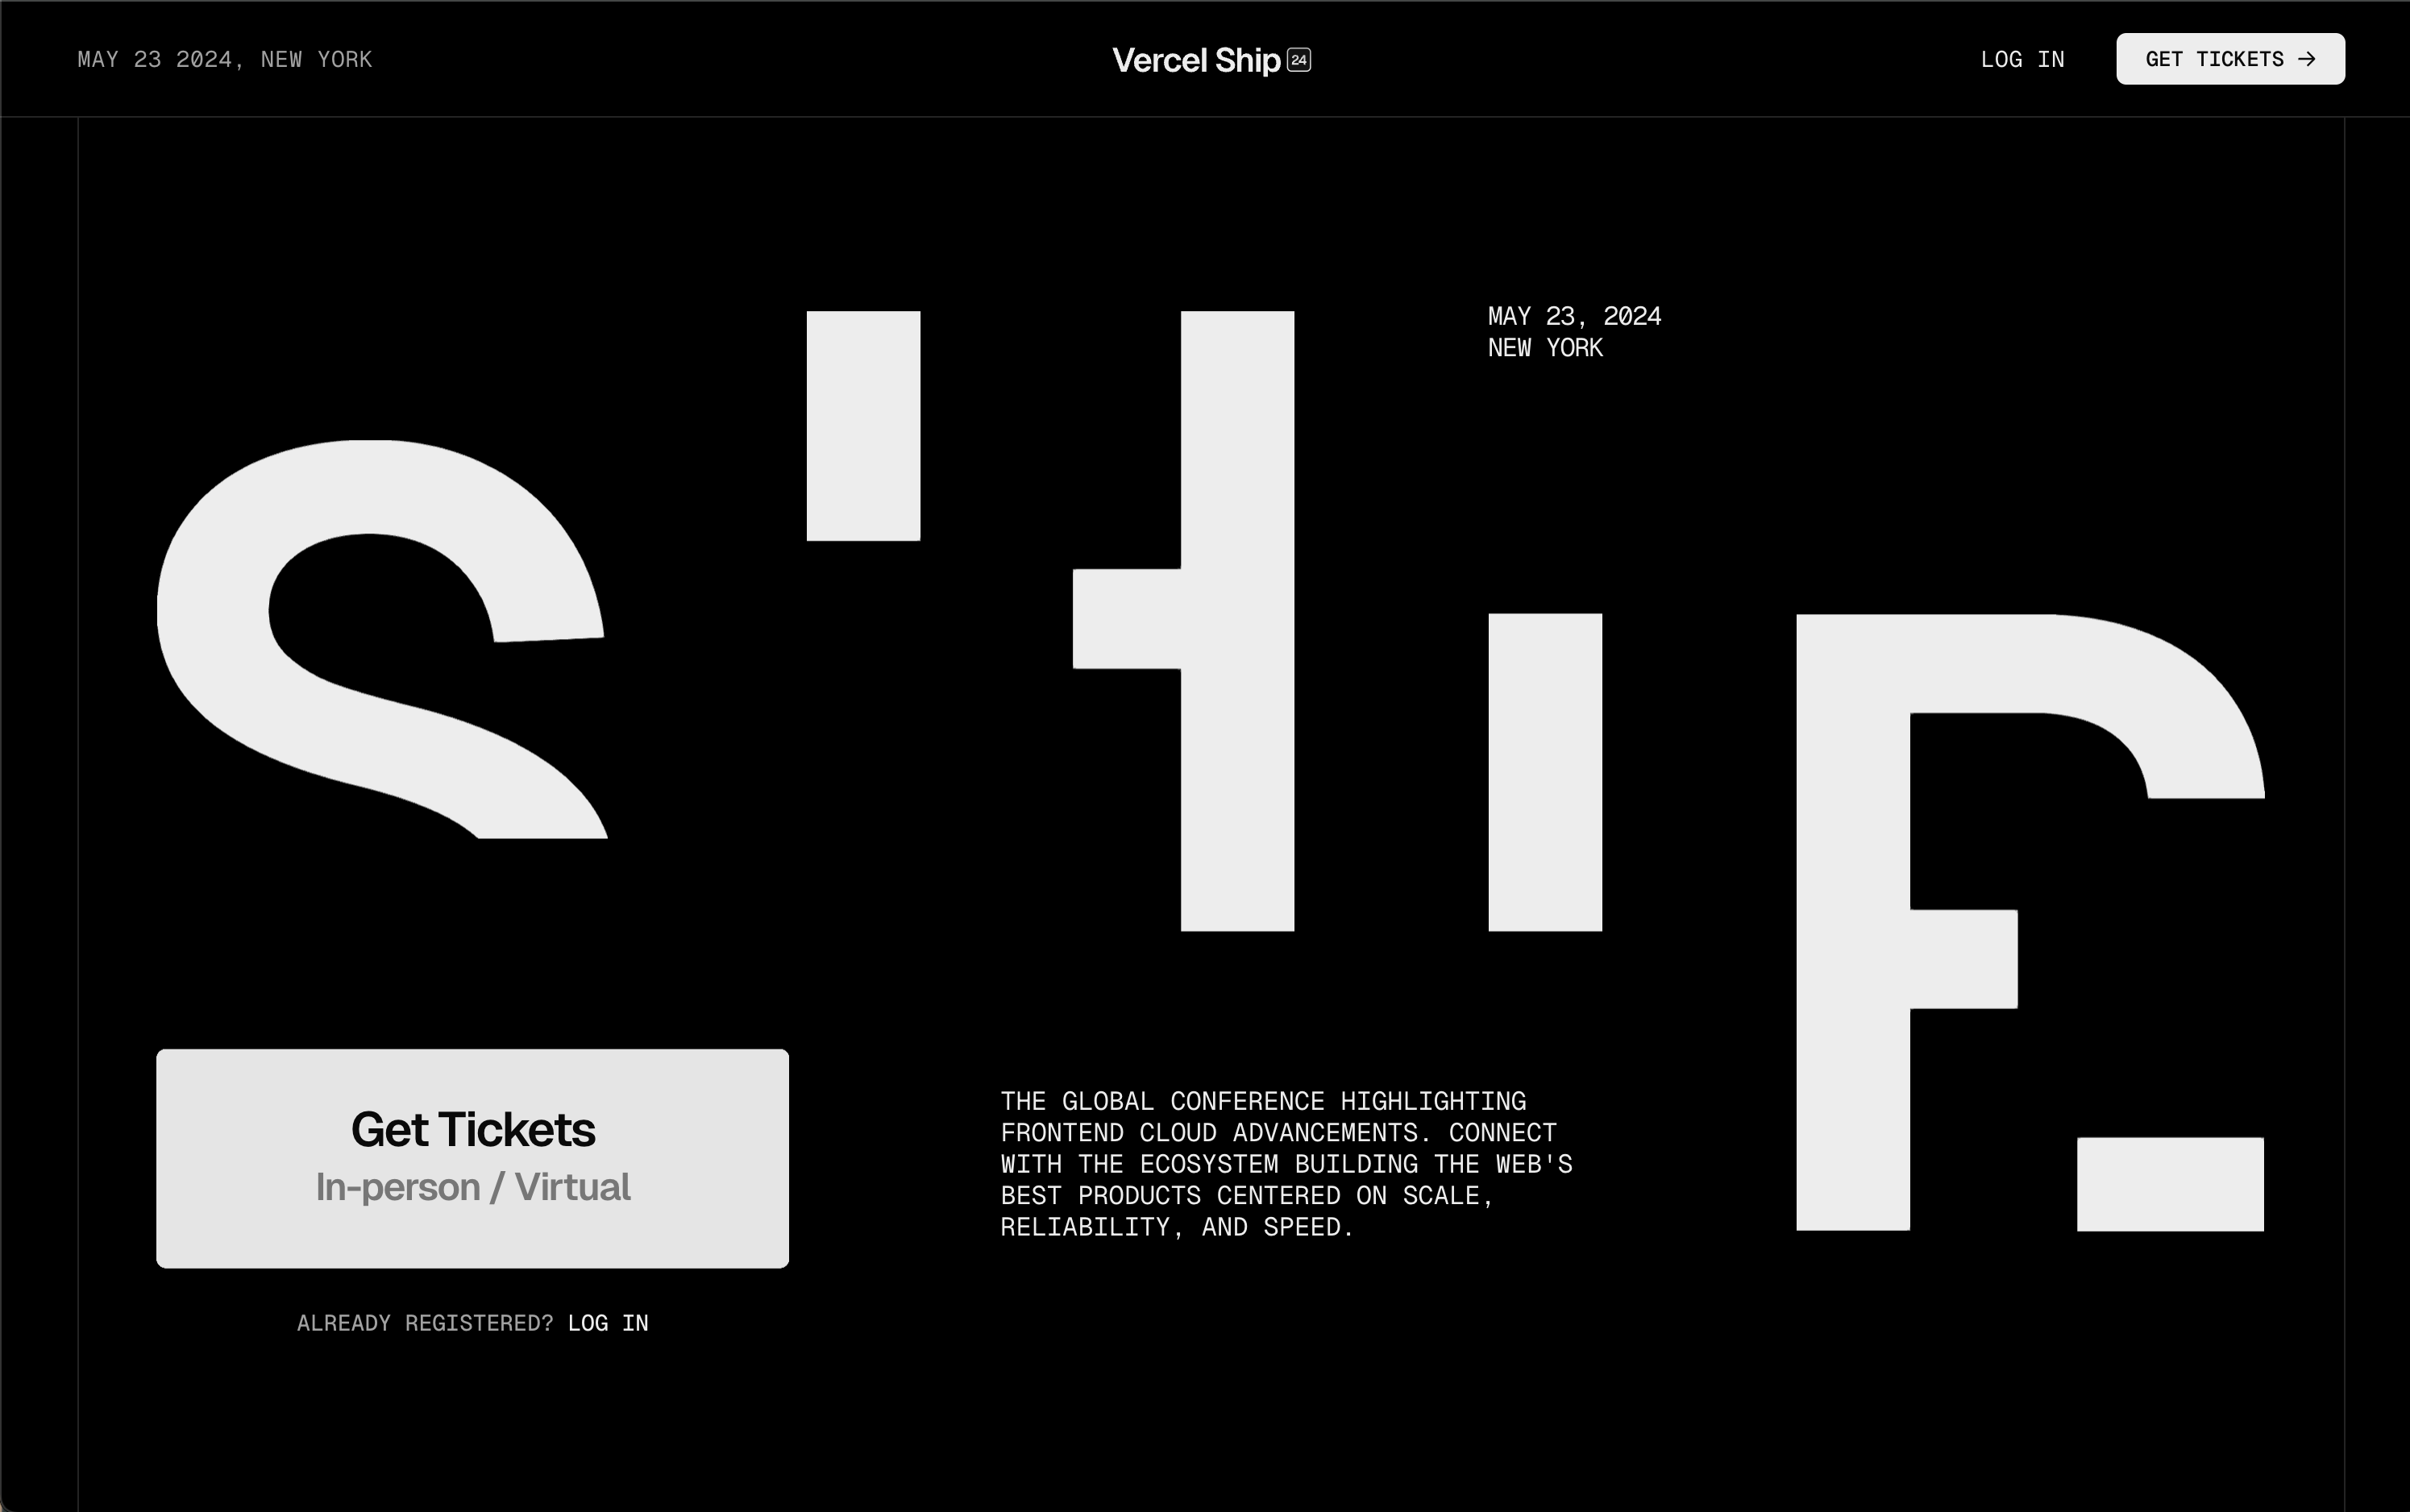 MAY 23 2024, NEW YORK
Vercel Ship 24
LOG IN
GET TICKETS →
MAY 23, 2024
NEW YORK
SHIP
Get Tickets
In-person / Virtual
THE GLOBAL CONFERENCE HIGHLIGHTING
FRONTEND CLOUD ADVANCEMENTS. CONNECT
WITH THE ECOSYSTEM BUILDING THE WEB'S
BEST PRODUCTS CENTERED ON SCALE,
RELIABILITY, AND SPEED.
ALREADY REGISTERED? LOG IN